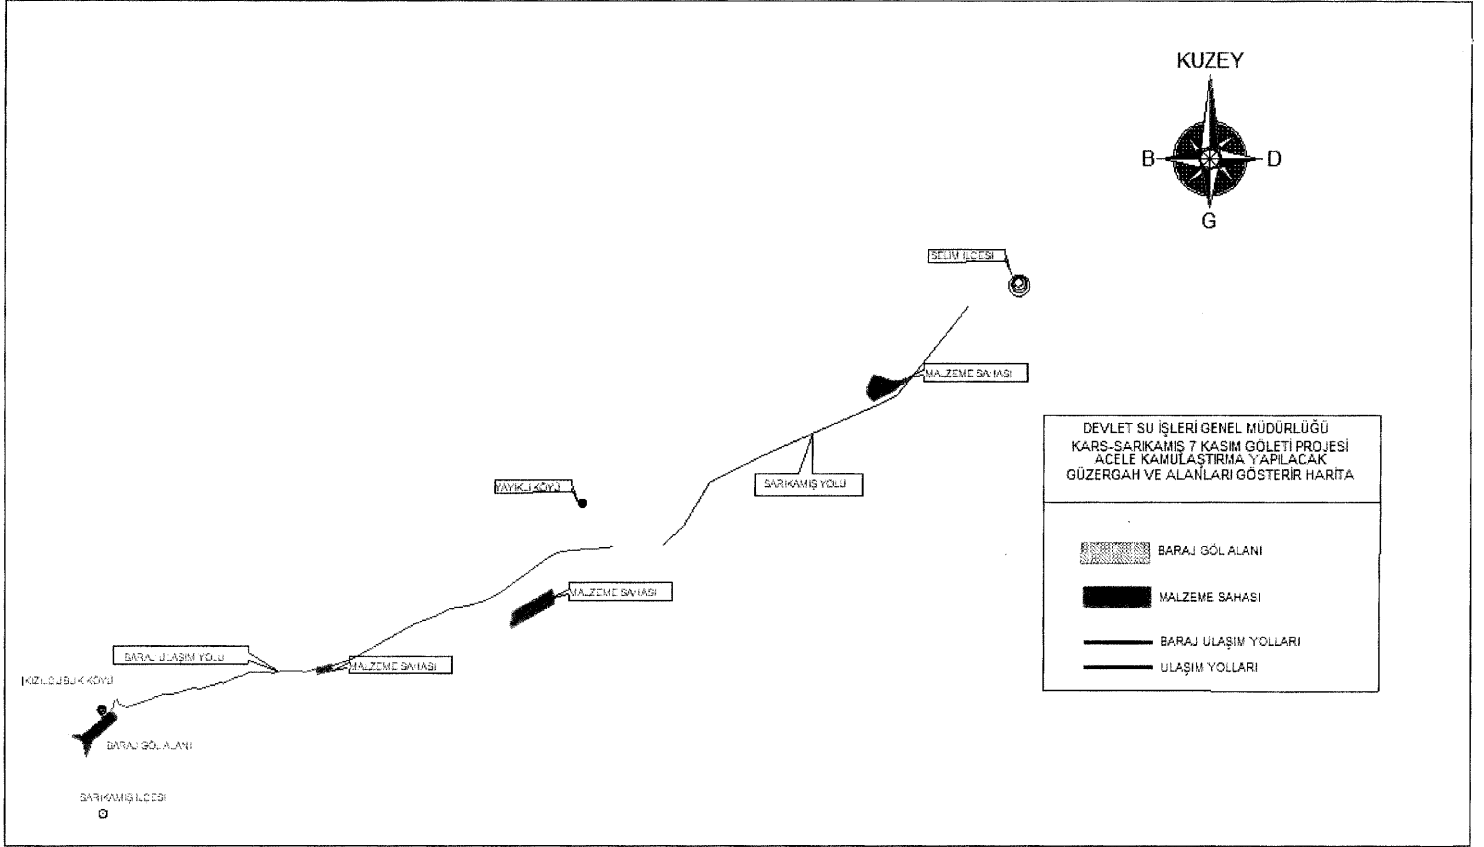 KUZEY
B
D
G
SELİM İLÇESİ
MALZEME SAHASI
DEVLET SU İŞLERİ GENEL MÜDÜRLÜĞÜ
KARS-SARIKAMIŞ 7 KASIM GÖLETİ PROJESİ
ACELE KAMULAŞTIRMA YAPILACAK
GÜZERGAH VE ALANLARI GÖSTERİR HARİTA
SARIKAMIŞ YOLU
YAYIKLI KÖYÜ
BARAJ GÖL ALANI
MALZEME SAHASI
MALZEME SAHASI
BARAJ ULAŞIM YOLLARI
ULAŞIM YOLLARI
BARAJ ULAŞIM YOLU
MALZEME SAHASI
KÖYÜ
BARAJ GÖL ALANI
SARIKAMIŞ İLÇESİ